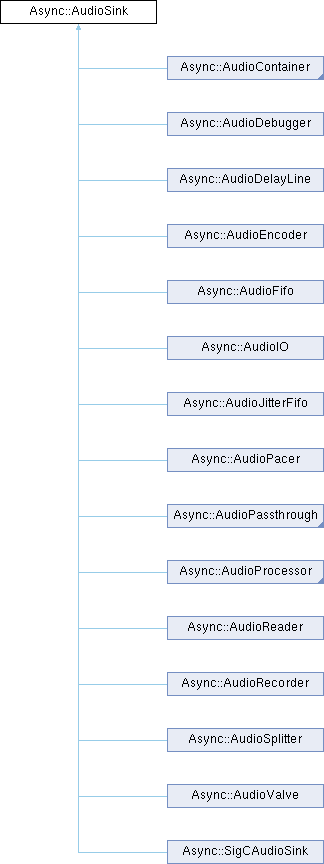 Async::AudioSink
Async::AudioContainer
Async::AudioDebugger
Async::AudioDelayLine
Async::AudioEncoder
Async::AudioFifo
Async::AudioIO
Async::AudioJitterFifo
Async::AudioPacer
Async::AudioPassthrough
Async::AudioProcessor
Async::AudioReader
Async::AudioRecorder
Async::AudioSplitter
Async::AudioValve
Async::SigCAudioSink